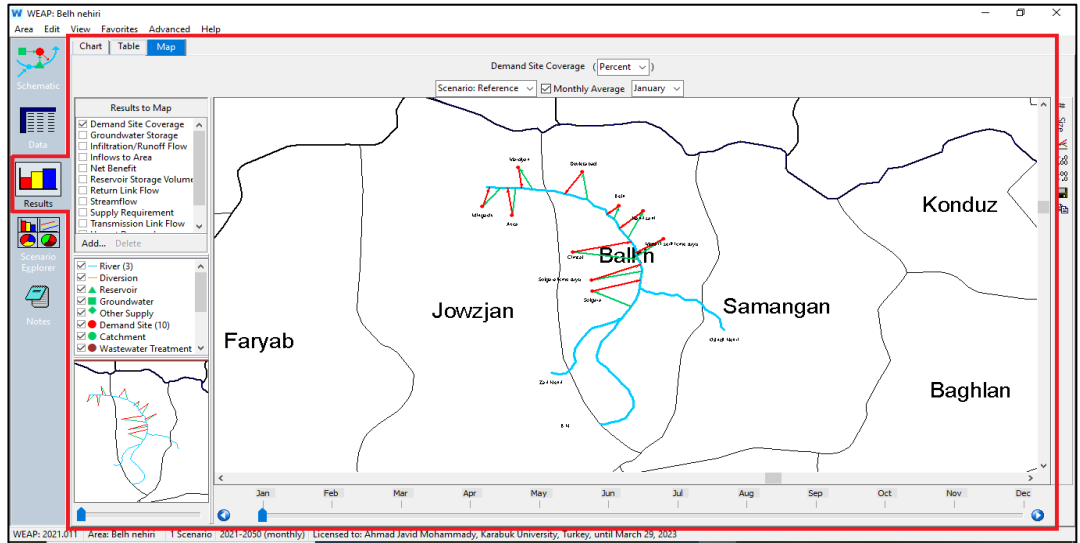 WEAP: Belh nehiri
Area Edit View Favorites Advanced Help
Chart Table Map
Demand Site Coverage ( Percent )
Scenario: Reference Monthly Average January
Schematic
Data
Results
Scenario
Explorer
Notes
Results to Map
Demand Site Coverage
Groundwater Storage
Infiltration/Runoff Flow
Inflows to Area
Net Benefit
Reservoir Storage Volume
Return Link Flow
Streamflow
Supply Requirement
Transmission Link Flow
Add... Delete
River (3)
Diversion
Reservoir
Groundwater
Other Supply
Demand Site (10)
Catchment
Wastewater Treatment
Konduz
Balkh
Jowzjan
Samangan
Faryab
Baghlan
Jan Feb Mar Apr May Jun Jul Aug Sep Oct Nov Dec
WEAP: 2021.011 Area: Belh nehiri 1 Scenario 2021-2050 (monthly) Licensed to: Ahmad Javid Mohammady, Karabuk University, Turkey, until March 29, 2023